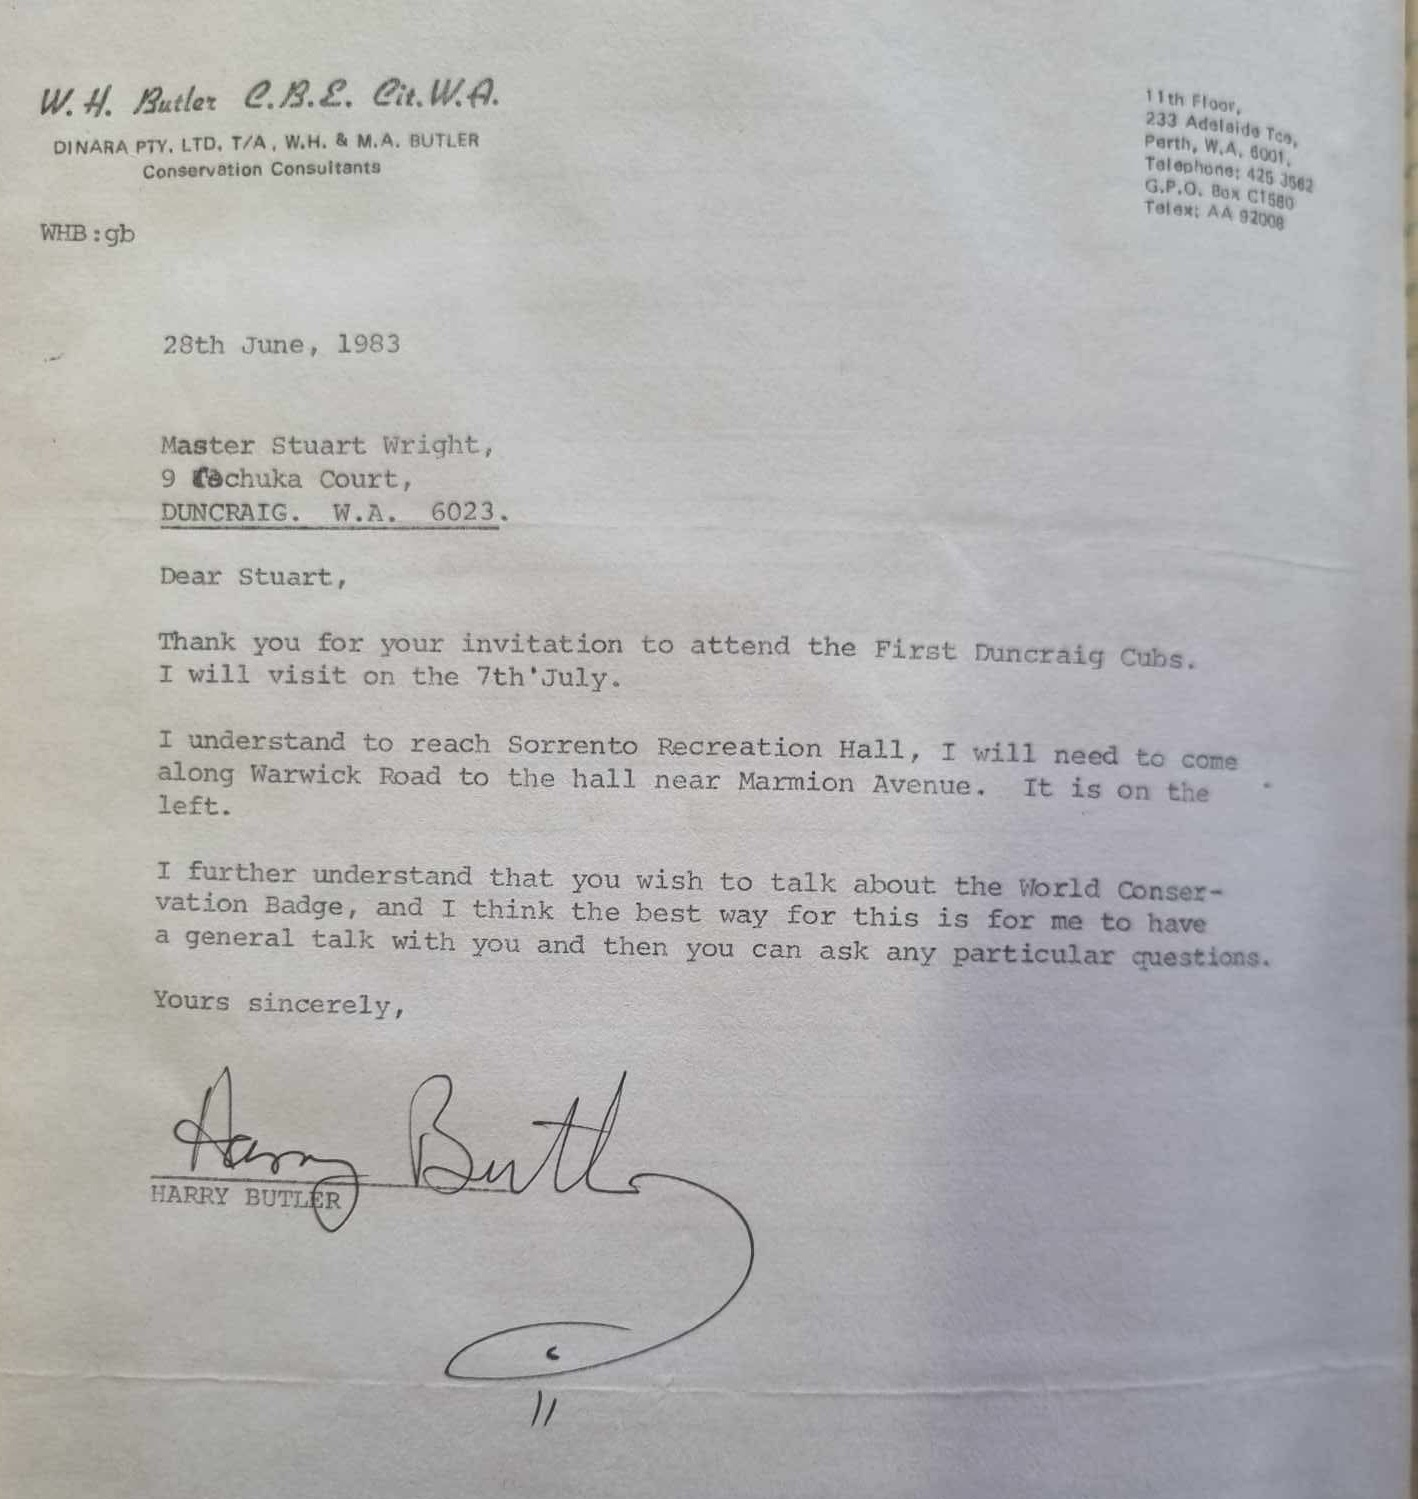 W. H. Butler C.B.E. Cit. W.A.
DINARA PTY. LTD. T/A, W.H. & M.A. BUTLER
Conservation Consultants
11th Floor,
233 Adelaide Tce,
Perth, W.A. 6001.
Telephone: 425 3562
G.P.O. Box C1580
Telex: AA 92008
WHB:gb
28th June, 1983
Master Stuart Wright,
9 chuka Court,
DUNCRAIG. W.A. 6023.
Dear Stuart,
Thank you for your invitation to attend the First Duncraig Cubs.
I will visit on the 7th'July.
I understand to reach Sorrento Recreation Hall, I will need to come
along Warwick Road to the hall near Marmion Avenue. It is on the
left.
I further understand that you wish to talk about the World Conser-
vation Badge, and I think the best way for this is for me to have
a general talk with you and then you can ask any particular questions.
Yours sincerely,
Harry Butler
HARRY BUTLER